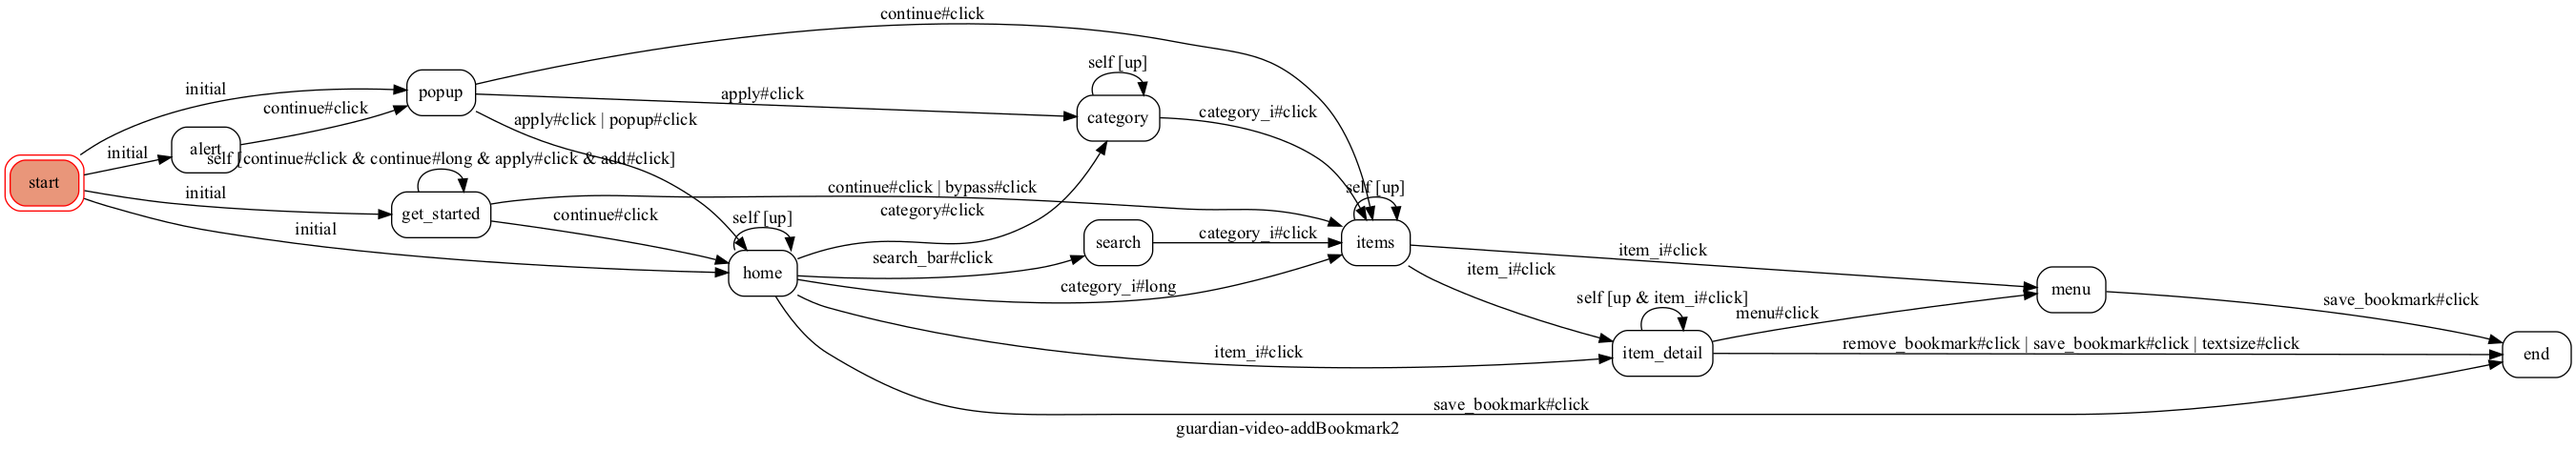 continue#click
self [up]
initial
popup
apply#click
continue#click
category
category_i#click
apply#click | popup#click
initial
alert
self [continue#click & continue#long & apply#click & add#click]
start
initial
get_started
continue#click | bypass#click
self [up]
continue#click
category#click
self [up]
initial
search
category_i#click
items
item_i#click
home
search_bar#click
item_i#click
category_i#long
menu
self [up & item_i#click]
menu#click
save_bookmark#click
item_i#click
item_detail
remove_bookmark#click | save_bookmark#click | textsize#click
end
save_bookmark#click
guardian-video-addBookmark2